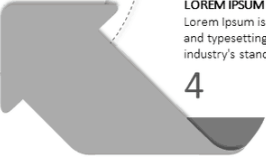 LOREM IPSUM
Lorem Ipsum is
and typesetting
industry's stand
4